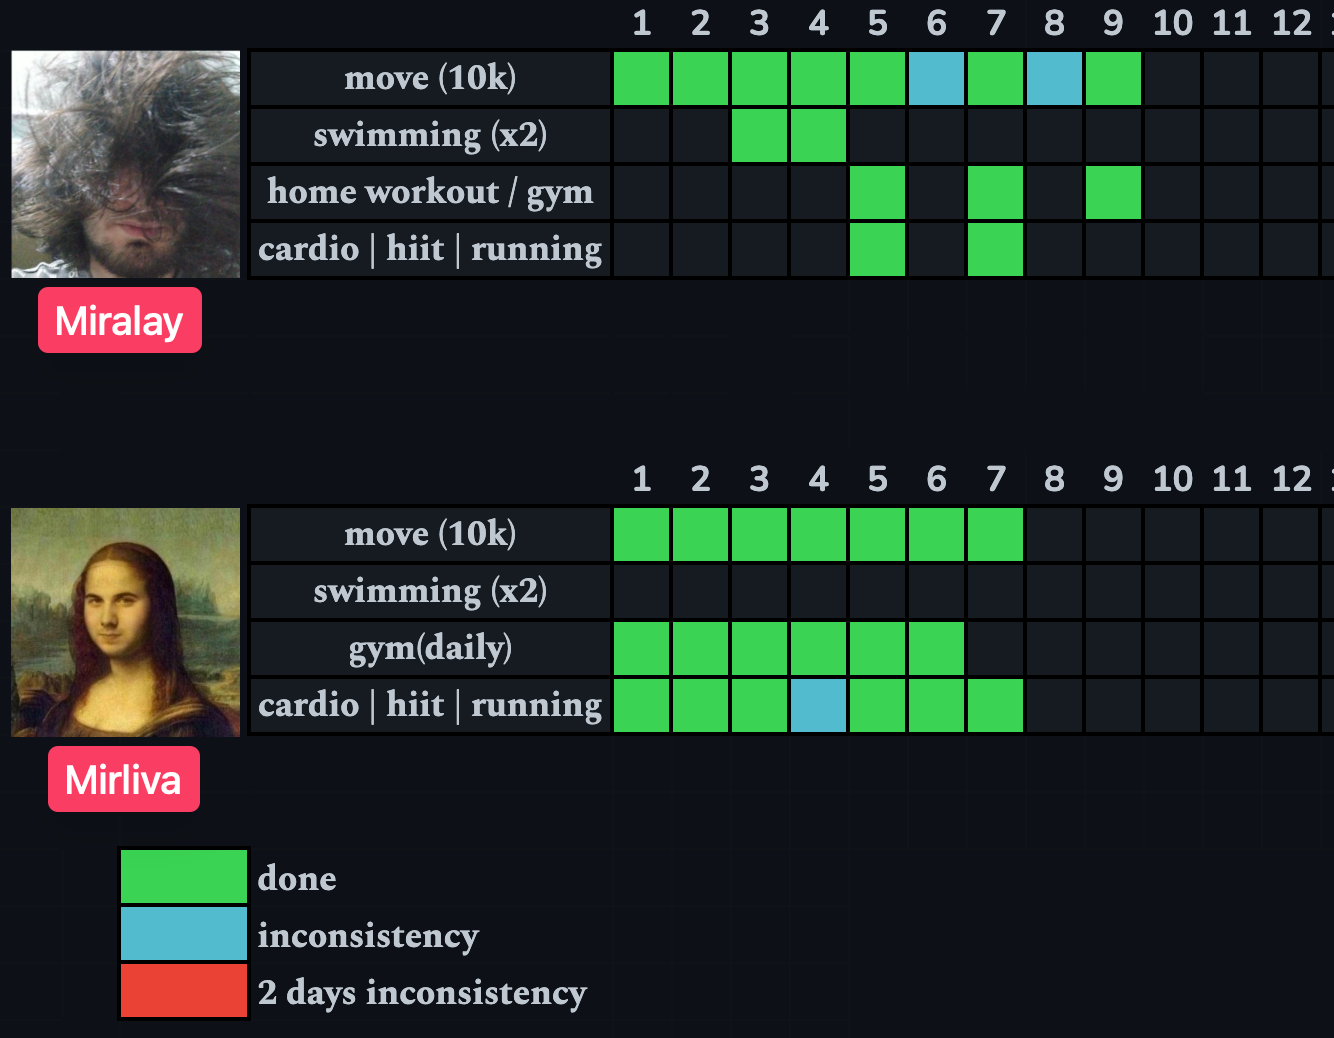 1 2 3 4 5 6 7 8 9 10 11 12
move (10k)
swimming (x2)
home workout / gym
cardio | hiit | running
Miralay
1 2 3 4 5 6 7 8 9 10 11 12
move (10k)
swimming (x2)
gym(daily)
cardio | hiit | running
Mirliva
done
inconsistency
2 days inconsistency